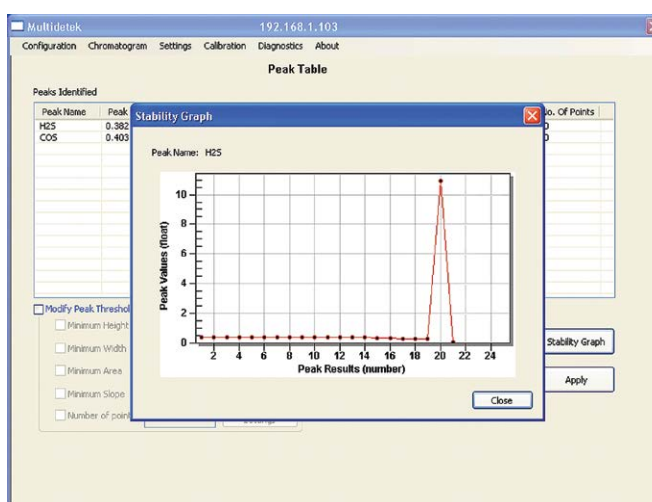 Multidetek 192.168.1.103
Configuration Chromatogram Settings Calibration Diagnostics About
Peak Table
Peaks Identified
Peak Name Peak No. Of Points
H2S 0.382
COS 0.403
Stability Graph
Peak Name: H2S
Peak Values (float)
10
8
6
4
2
0
2 4 6 8 10 12 14 16 18 20 22 24
Peak Results (number)
Close
Modify Peak Threshol
Minimum Height
Minimum Width
Minimum Area
Minimum Slope
Number of point
Stability Graph
Apply